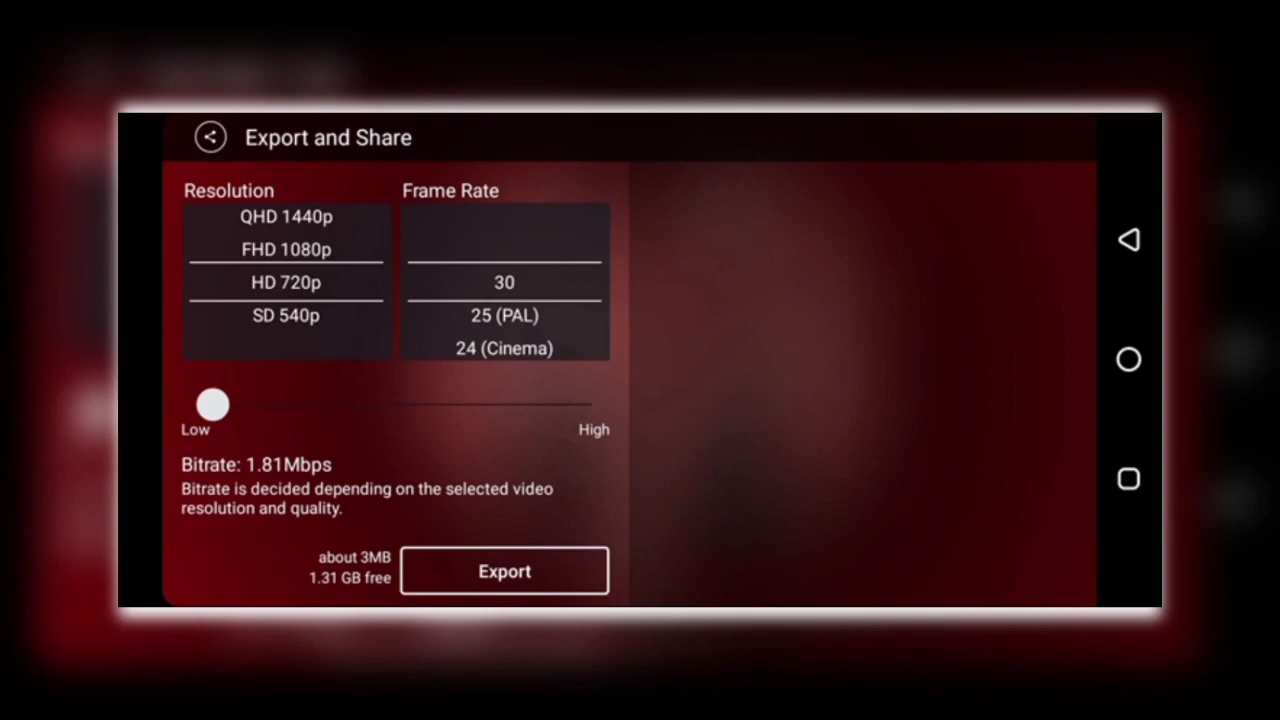 Export and Share
Resolution
Frame Rate
QHD 1440p
FHD 1080p
HD 720p
SD 540p
30
25 (PAL)
24 (Cinema)
Low
High
Bitrate: 1.81Mbps
Bitrate is decided depending on the selected video
resolution and quality.
about 3MB
1.31 GB free
Export